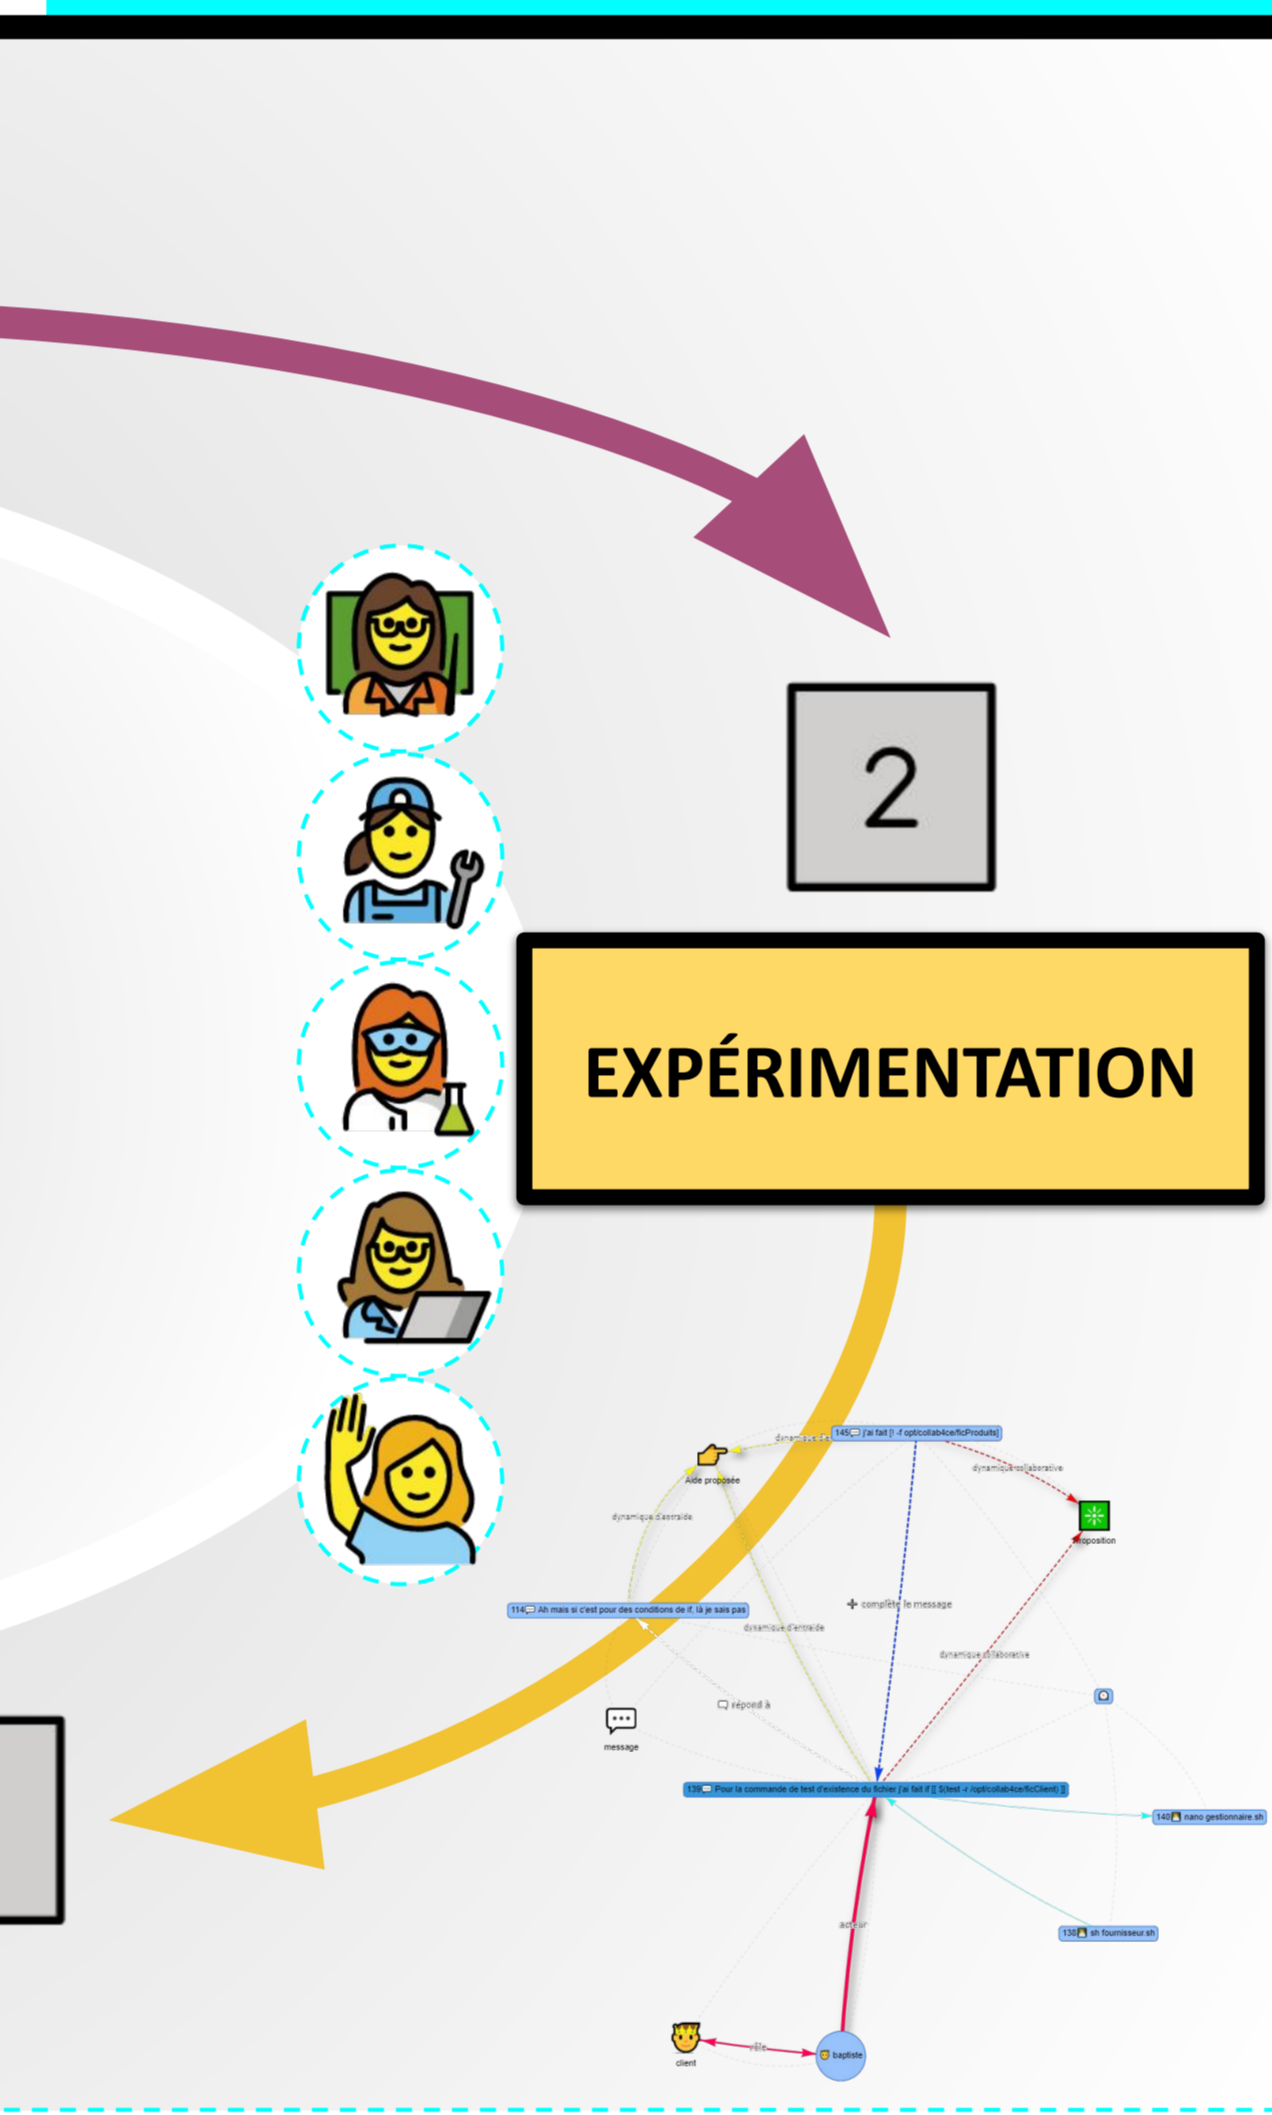 2
EXPÉRIMENTATION
145 j'ai fait [! -f opt/collab4ce/ficProduits]
Aide proposée
dynamique collaborative
dynamique d'entraide
114 Ah mais si c'est pour des conditions de if, là je sais pas
complète le message
dynamique d'entraide
dynamique collaborative
répond à
message
139 Pour la commande de test d'existence du fichier j'ai fait if [[ $(test -r /opt/collab4ce/ficClient) ]]
140 nano gestionnaire.sh
acteur
138 sh fournisseur.sh
rôle
baptiste
client